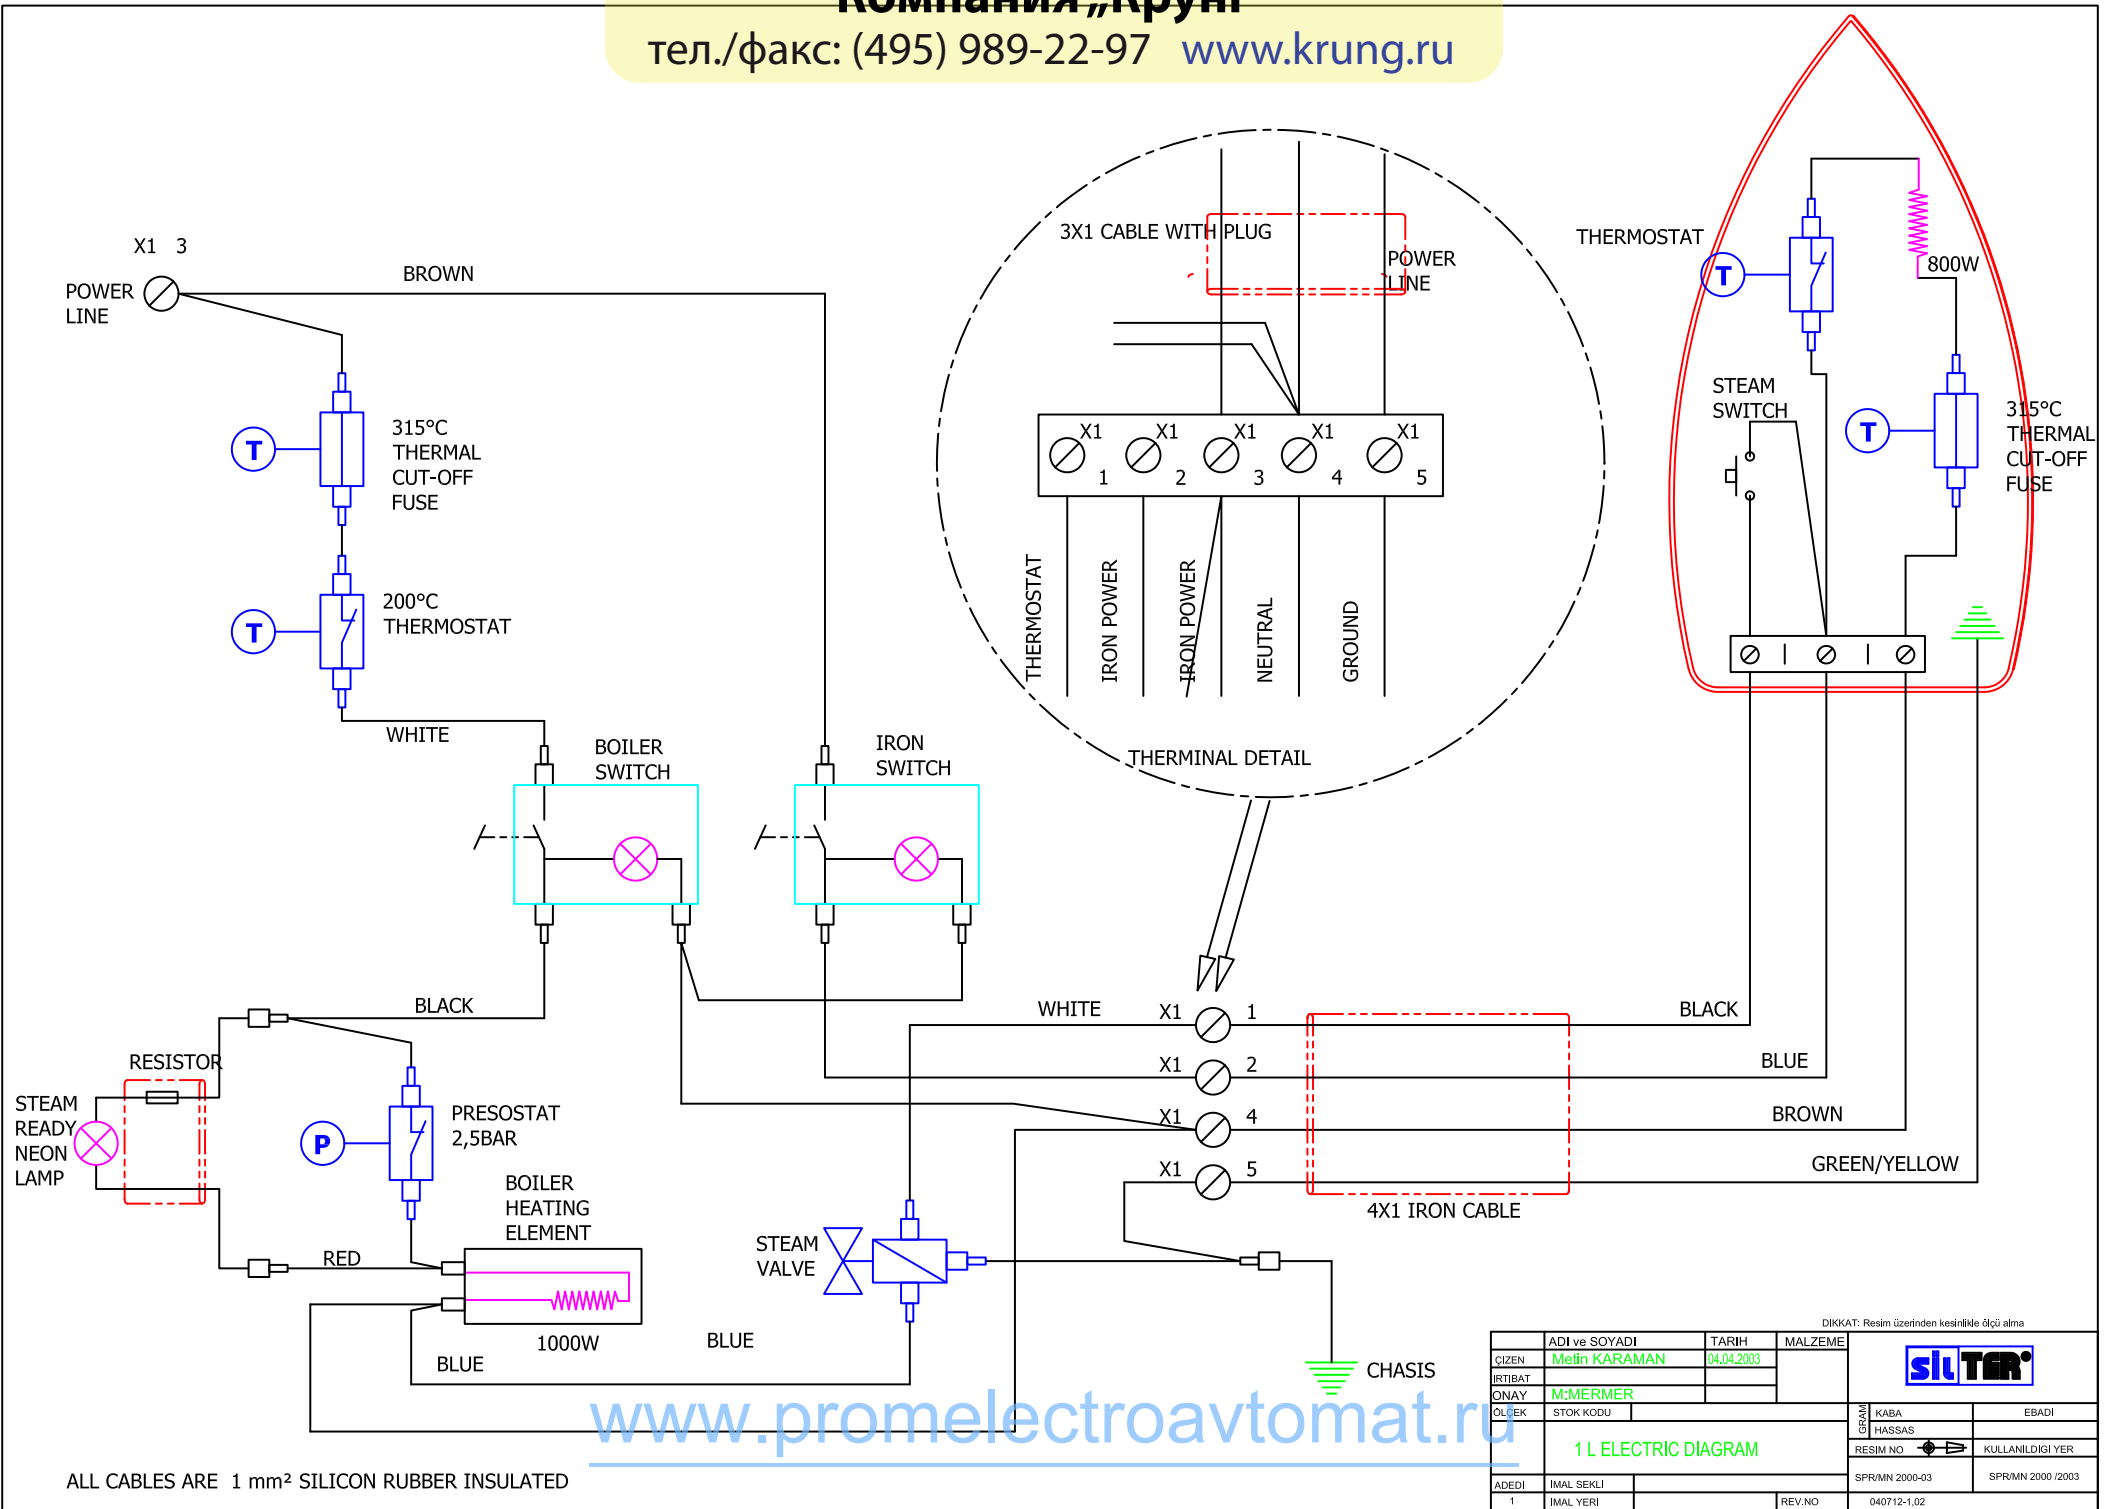 Компания „Крунг"
тел./факс: (495) 989-22-97 www.krung.ru
X1 3
POWER
LINE
BROWN
315°C
THERMAL
CUT-OFF
FUSE
T
200°C
THERMOSTAT
T
WHITE
BOILER
SWITCH
IRON
SWITCH
BLACK
RESISTOR
STEAM
READY
NEON
LAMP
P
PRESOSTAT
2,5BAR
BOILER
HEATING
ELEMENT
RED
1000W
BLUE
BLUE
STEAM
VALVE
3X1 CABLE WITH PLUG
POWER
LINE
X1 X1 X1 X1 X1
1 2 3 4 5
THERMOSTAT
IRON POWER
IRON POWER
NEUTRAL
GROUND
THERMINAL DETAIL
THERMOSTAT
T
800W
STEAM
SWITCH
T
315°C
THERMAL
CUT-OFF
FUSE
WHITE X1 1 BLACK
X1 2 BLUE
X1 4 BROWN
X1 5 GREEN/YELLOW
4X1 IRON CABLE
CHASIS
www.promelectroavtomat.ru
ALL CABLES ARE 1 mm² SILICON RUBBER INSULATED
DIKKAT: Resim üzerinden kesinlikle ölçü alma
ADI ve SOYADI TARIH MALZEME
ÇIZEN Metin KARAMAN 04.04.2003
IRTIBAT
ONAY M:MERMER
SİLTER
ÖLÇEK STOK KODU
GRAM KABA EBADI
HASSAS
1 L ELECTRIC DIAGRAM
RESIM NO KULLANILDIGI YER
SPR/MN 2000-03 SPR/MN 2000 /2003
ADEDI IMAL SEKLI
1 IMAL YERI REV.NO 040712-1,02